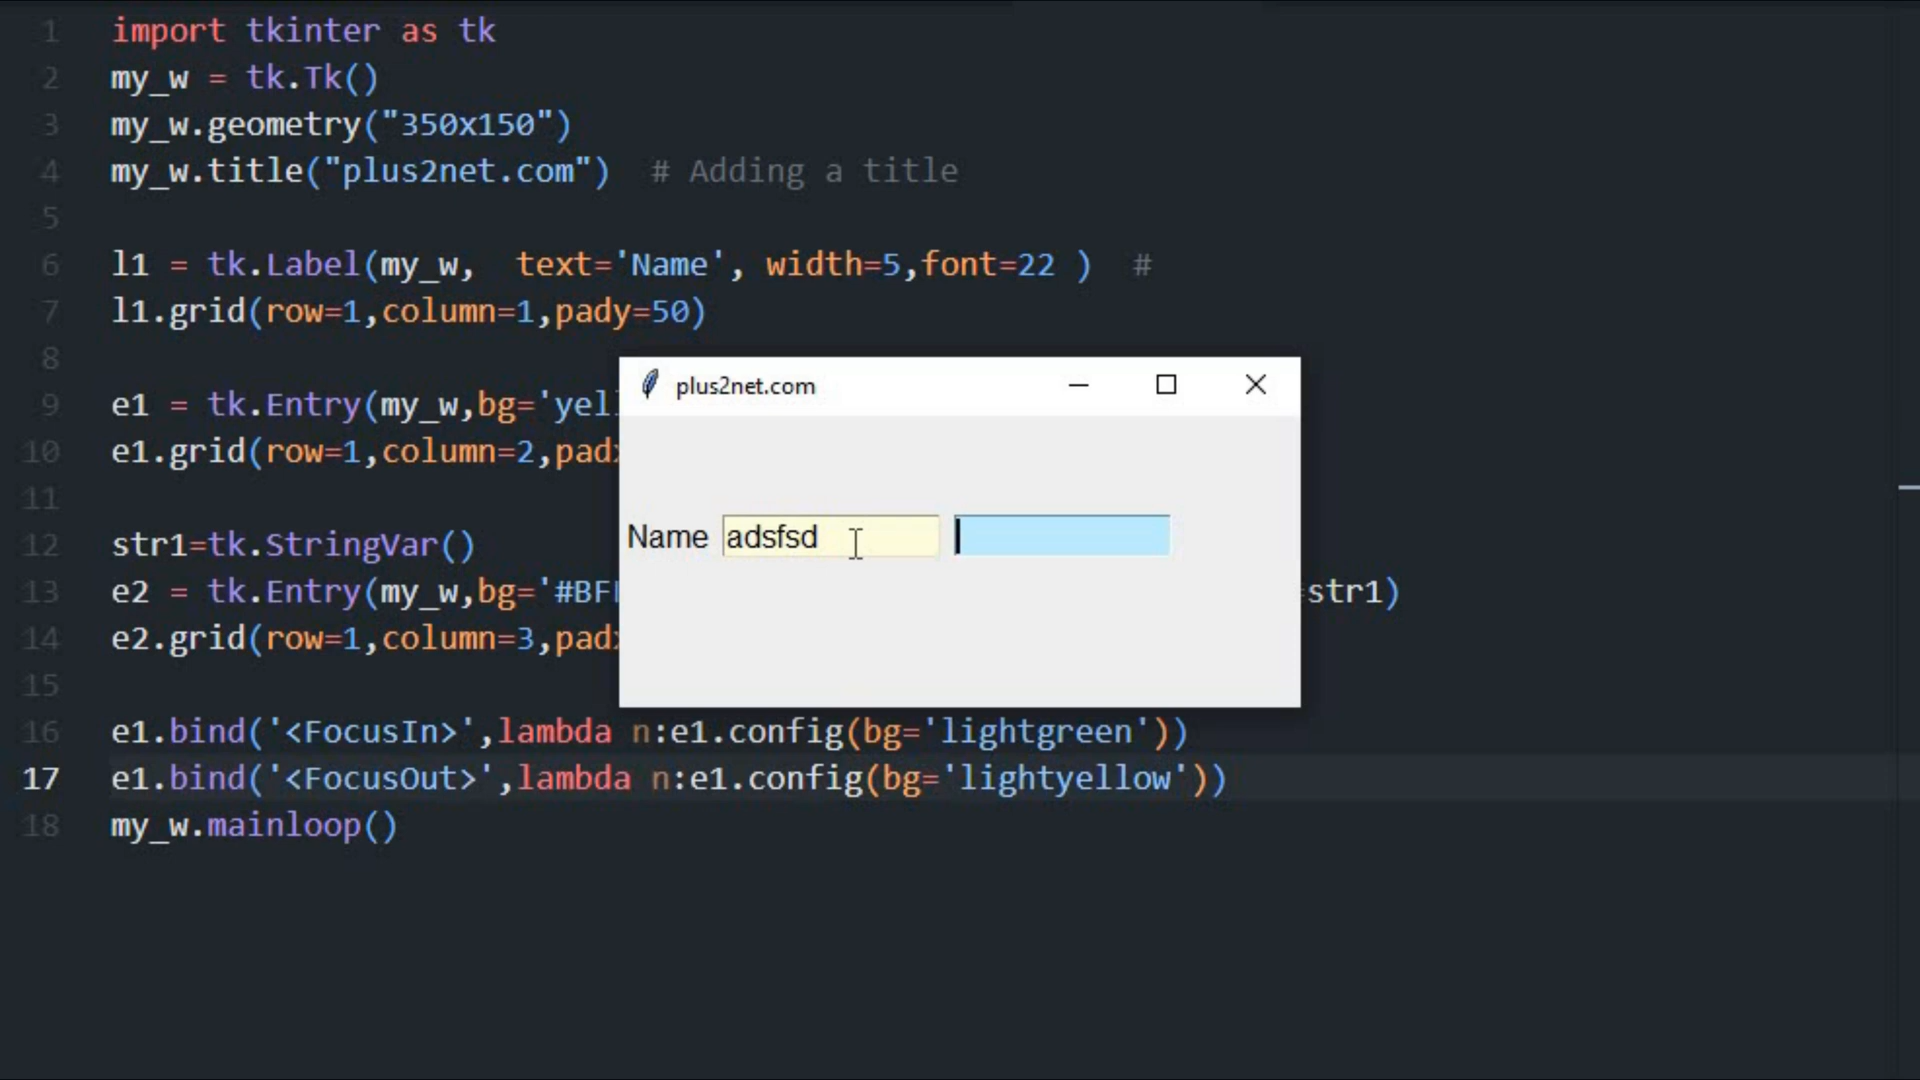 1 import tkinter as tk
2 my_w = tk.Tk()
3 my_w.geometry("350x150")
4 my_w.title("plus2net.com")  # Adding a title
5
6 l1 = tk.Label(my_w,  text='Name', width=5,font=22 )  #
7 l1.grid(row=1,column=1,pady=50)
8
9 e1 = tk.Entry(my_w,bg='yel
10 e1.grid(row=1,column=2,pad
11
12 str1=tk.StringVar()
13 e2 = tk.Entry(my_w,bg='#BF str1)
14 e2.grid(row=1,column=3,pad
15
16 e1.bind('<FocusIn>',lambda n:e1.config(bg='lightgreen'))
17 e1.bind('<FocusOut>',lambda n:e1.config(bg='lightyellow'))
18 my_w.mainloop()
plus2net.com
Name adsfsd